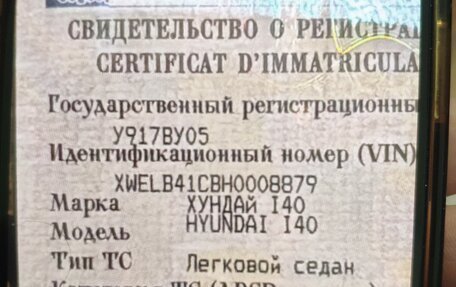 СВИДЕТЕЛЬСТВО О РЕГИСТРА
CERTIFICAT D'IMMATRICULA
Государственный регистрационны
У917ВУ05
Идентификационный номер (VIN)
XWELB41CBH0008879
Марка ХУНДАЙ I40
Модель HYUNDAI I40
Тип ТС Легковой седан